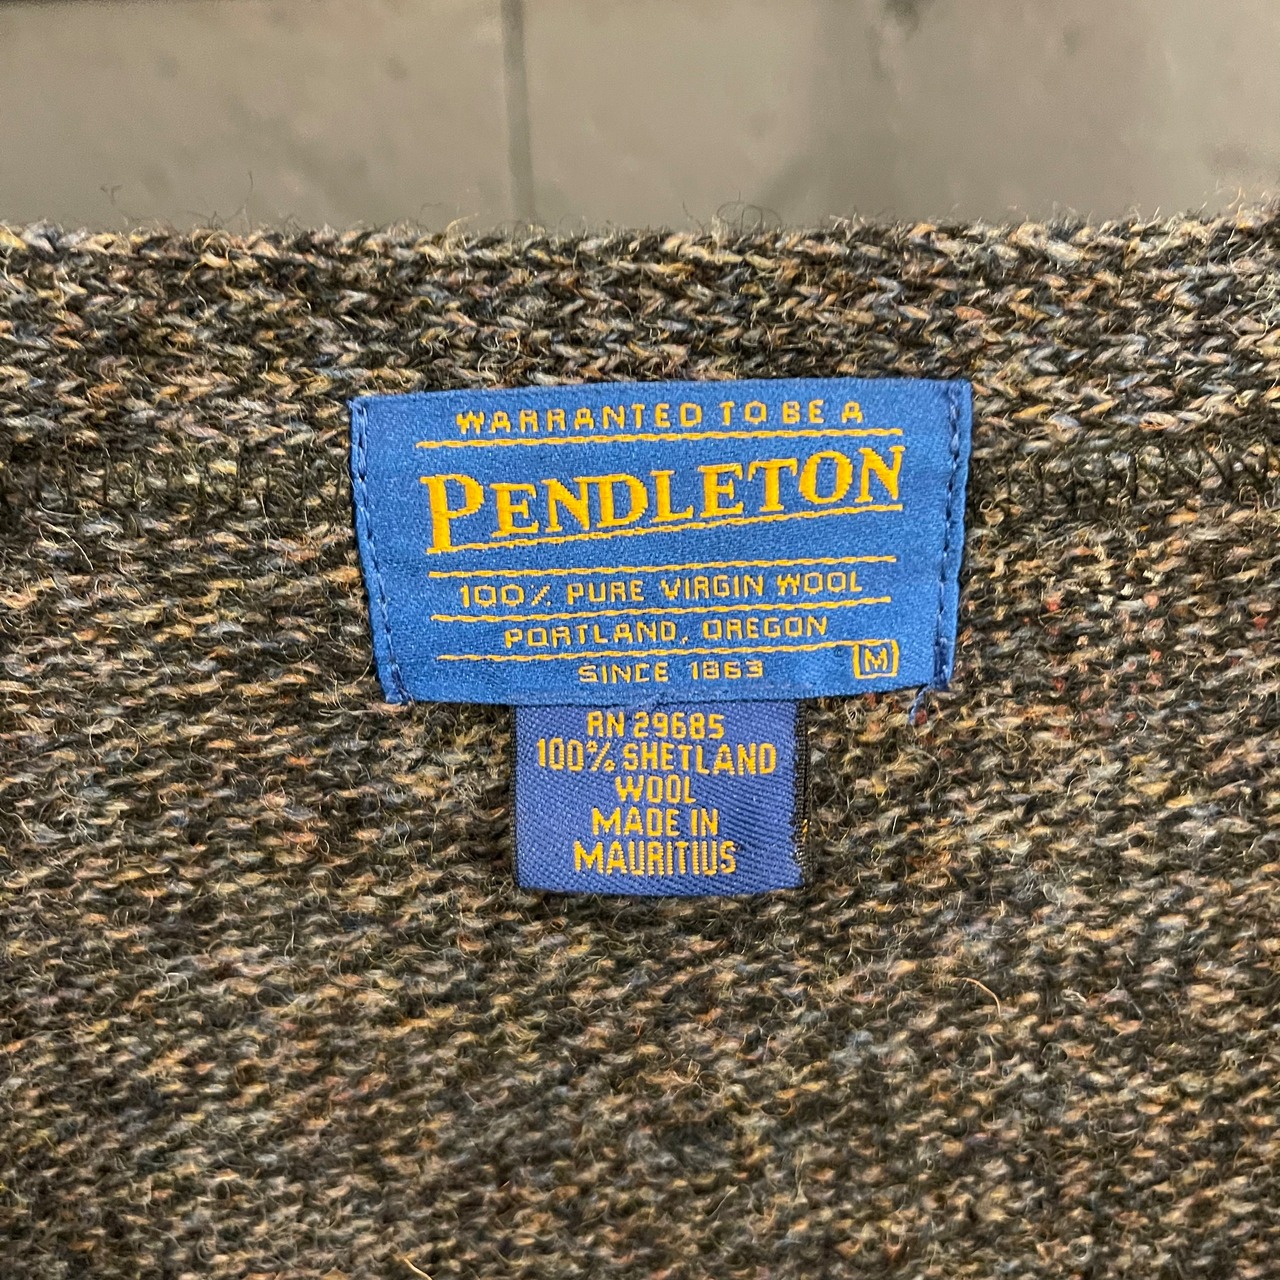 WARRANTED TO BE A
PENDLETON
100% PURE VIRGIN WOOL
PORTLAND, OREGON
SINCE 1863
M
RN 29685
100% SHETLAND
WOOL
MADE IN
MAURITIUS